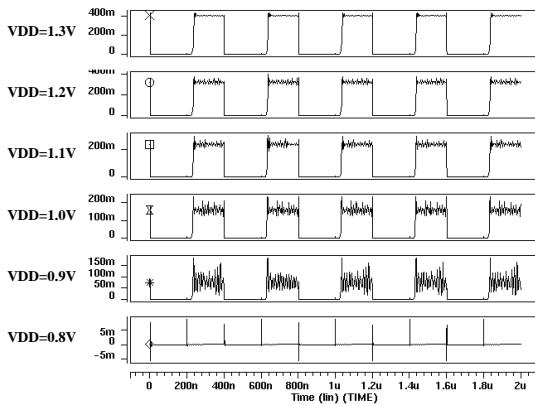 VDD=1.3V
400m
200m
0
VDD=1.2V
400m
200m
0
VDD=1.1V
200m
0
VDD=1.0V
200m
100m
0
VDD=0.9V
150m
100m
50m
0
VDD=0.8V
5m
0
-5m
0 200n 400n 600n 800n 1u 1.2u 1.4u 1.6u 1.8u 2u
Time (lin) (TIME)